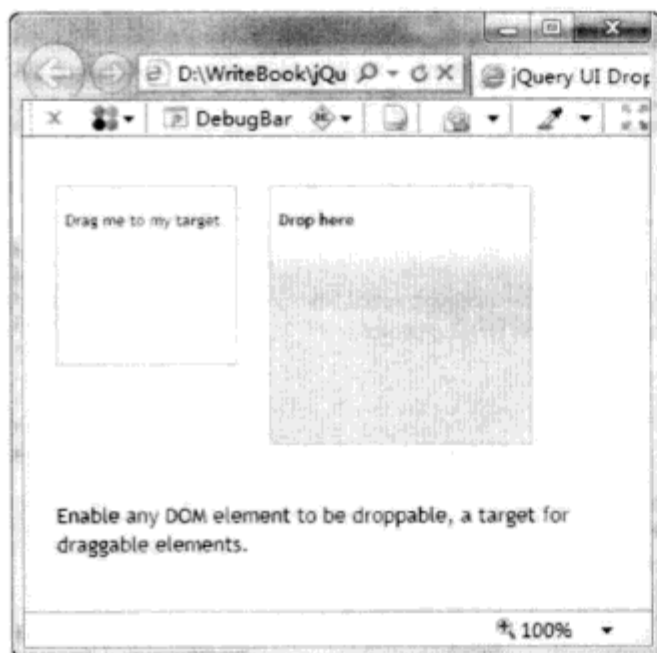 D:\WriteBook\jQu
jQuery UI Drop
DebugBar
Drag me to my target
Drop here
Enable any DOM element to be droppable, a target for
draggable elements.
100%